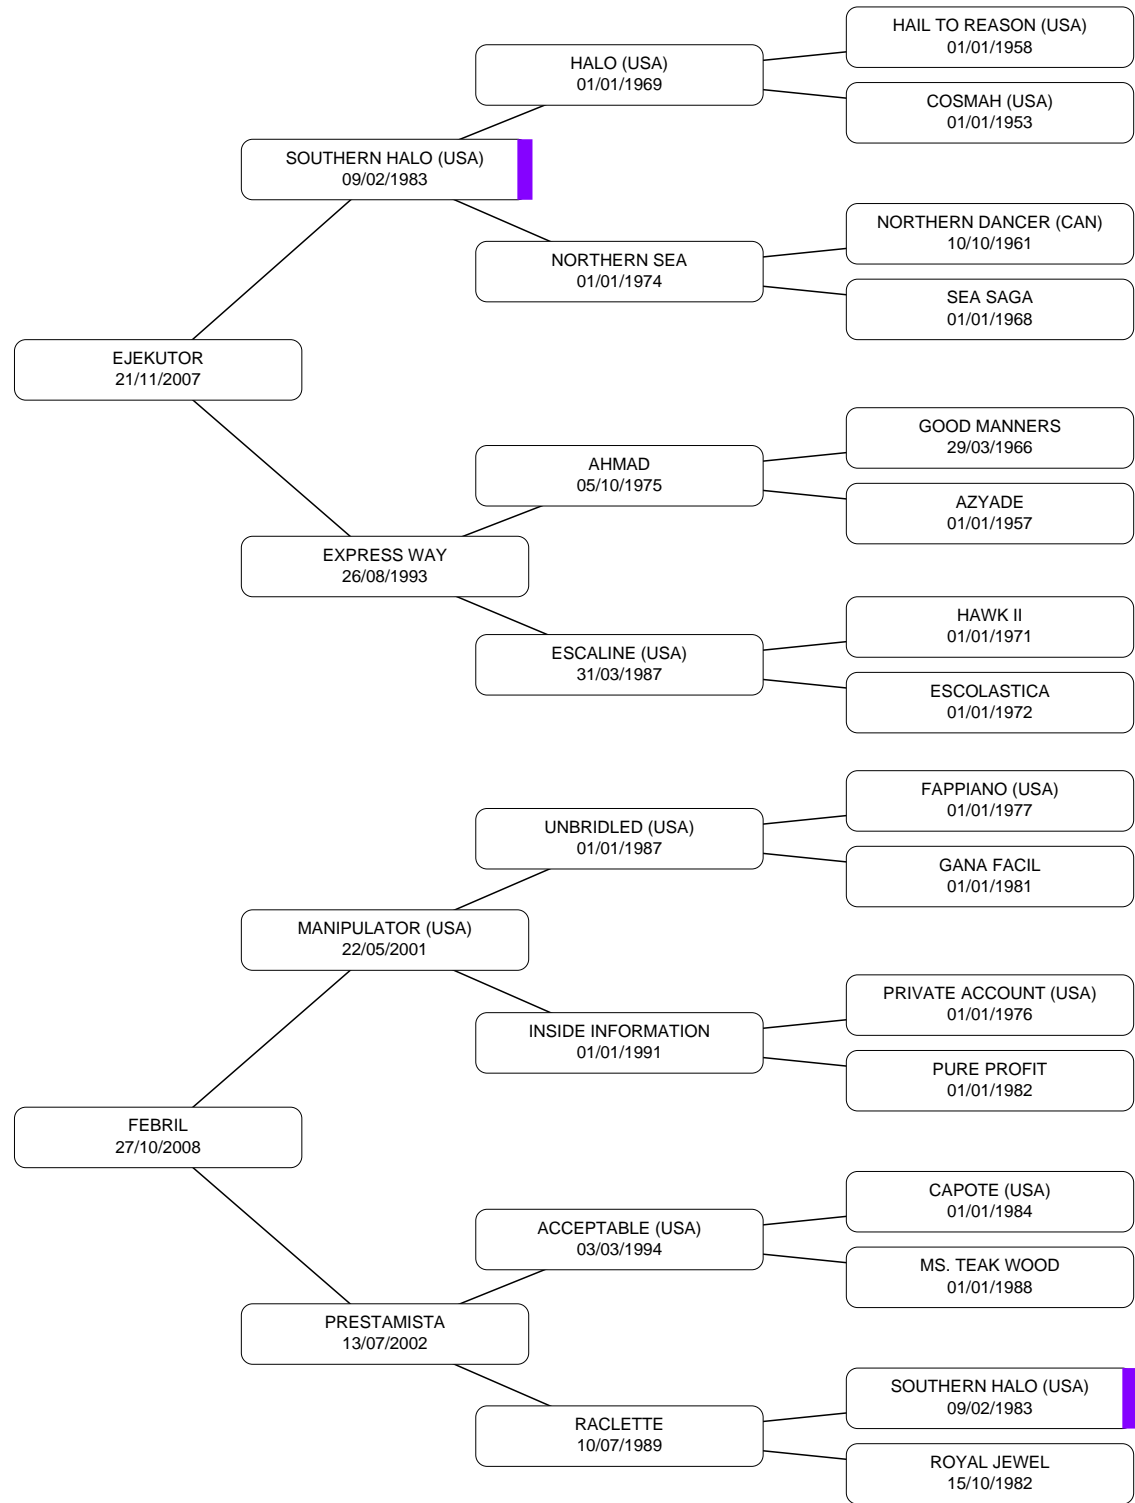 HAIL TO REASON (USA)
01/01/1958
HALO (USA)
01/01/1969
COSMAH (USA)
01/01/1953
SOUTHERN HALO (USA)
09/02/1983
NORTHERN DANCER (CAN)
10/10/1961
NORTHERN SEA
01/01/1974
SEA SAGA
01/01/1968
EJEKUTOR
21/11/2007
GOOD MANNERS
29/03/1966
AHMAD
05/10/1975
AZYADE
01/01/1957
EXPRESS WAY
26/08/1993
HAWK II
01/01/1971
ESCALINE (USA)
31/03/1987
ESCOLASTICA
01/01/1972
FAPPIANO (USA)
01/01/1977
UNBRIDLED (USA)
01/01/1987
GANA FACIL
01/01/1981
MANIPULATOR (USA)
22/05/2001
PRIVATE ACCOUNT (USA)
01/01/1976
INSIDE INFORMATION
01/01/1991
PURE PROFIT
01/01/1982
FEBRIL
27/10/2008
CAPOTE (USA)
01/01/1984
ACCEPTABLE (USA)
03/03/1994
MS. TEAK WOOD
01/01/1988
PRESTAMISTA
13/07/2002
SOUTHERN HALO (USA)
09/02/1983
RACLETTE
10/07/1989
ROYAL JEWEL
15/10/1982